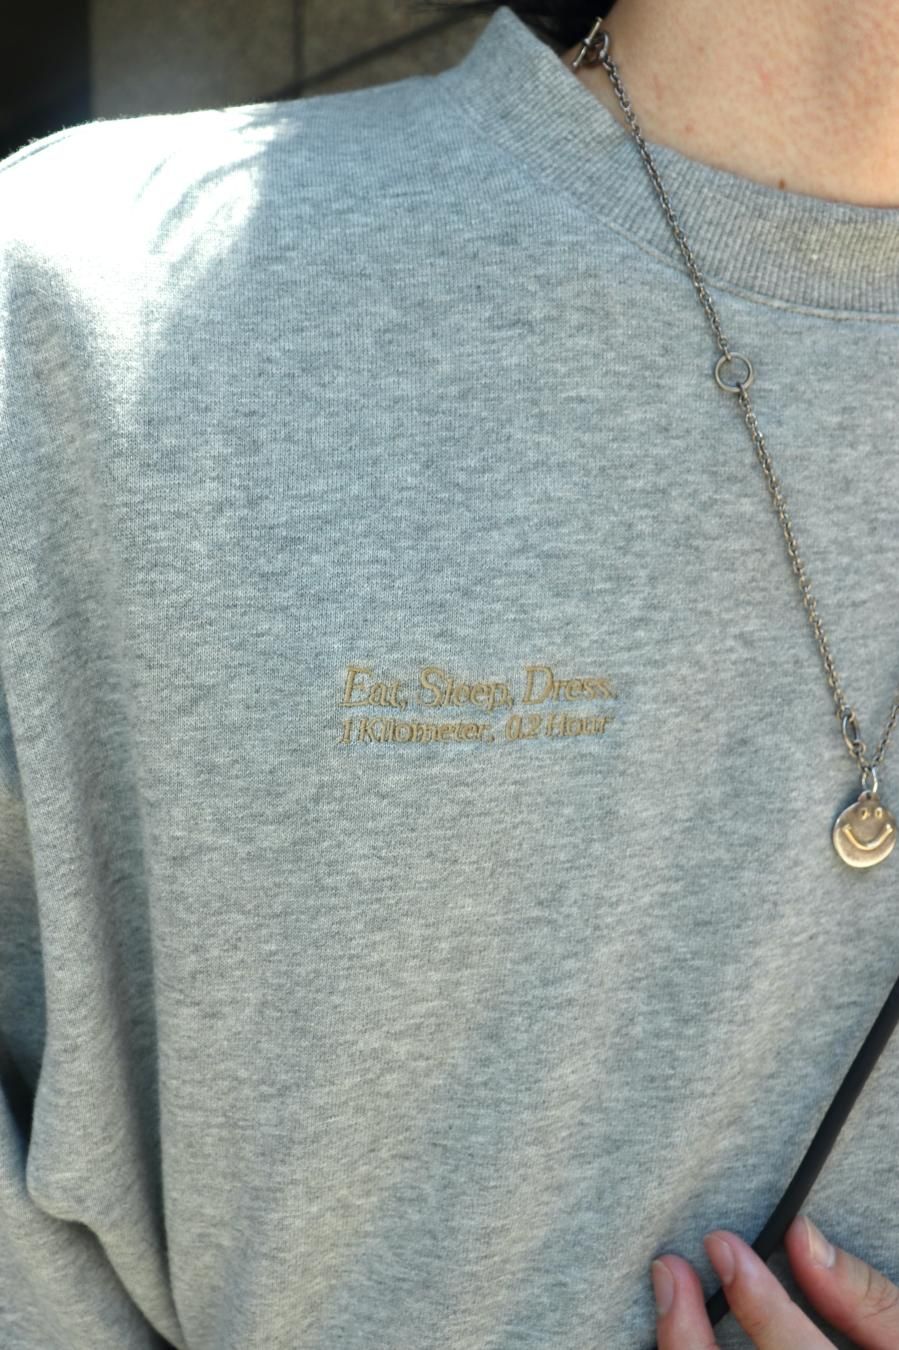 Eat, Sleep, Dress.
1 Kilometer. 0.2 Hour